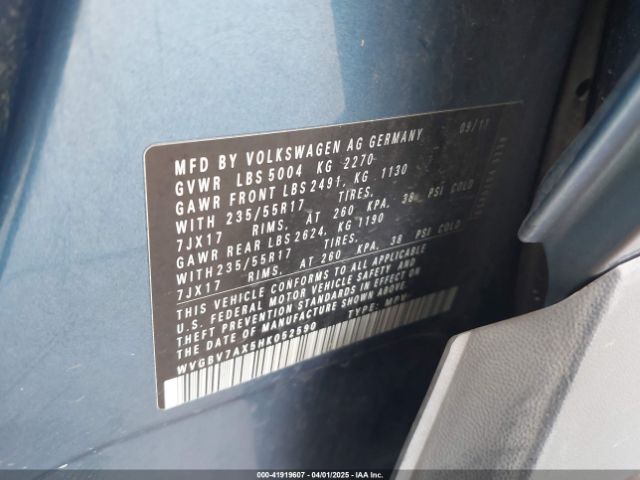 MFD BY VOLKSWAGEN AG GERMANY 09/17
GVWR LBS 5004 KG 2270
GAWR FRONT LBS 2491, KG 1130
WITH 235/55R17 TIRES,
7JX17 RIMS, AT 260 KPA, 38 PSI COLD
GAWR REAR LBS 2624, KG 1190
WITH 235/55R17 TIRES,
7JX17 RIMS, AT 260 KPA, 38 PSI COLD
THIS VEHICLE CONFORMS TO ALL APPLICABLE
U.S. FEDERAL MOTOR VEHICLE SAFETY AND
THEFT PREVENTION STANDARDS IN EFFECT ON
THE DATE OF MANUFACTURE SHOWN ABOVE.
WVGBV7AX5HK052590 TYPE: MPV
000-41919607 04/01/2025 IAAI.CA